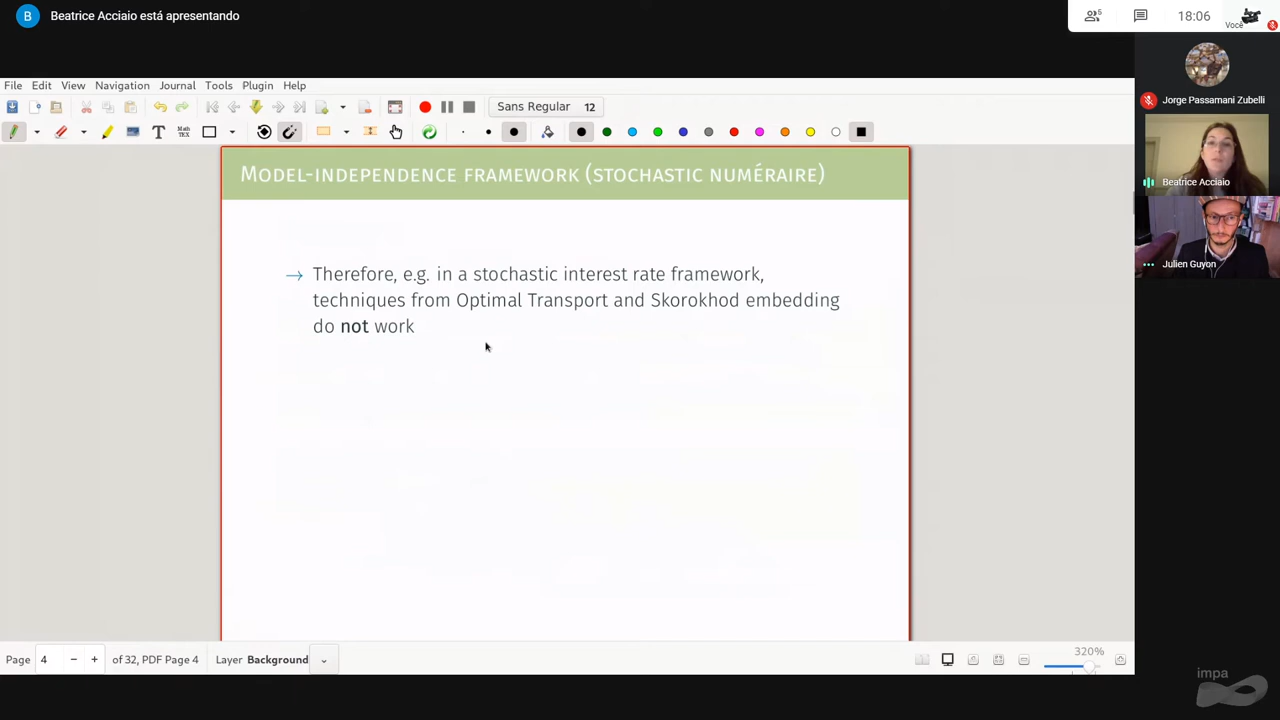 B Beatrice Acciaio está apresentando
5
18:06
Você
File Edit View Navigation Journal Tools Plugin Help
Sans Regular 12
T Math TEX
Jorge Passamani Zubelli
Beatrice Acciaio
Julien Guyon
Model-independence framework (stochastic numéraire)
→ Therefore, e.g. in a stochastic interest rate framework,
techniques from Optimal Transport and Skorokhod embedding
do not work
Page 4 − + of 32, PDF Page 4 Layer Background
320%
impa